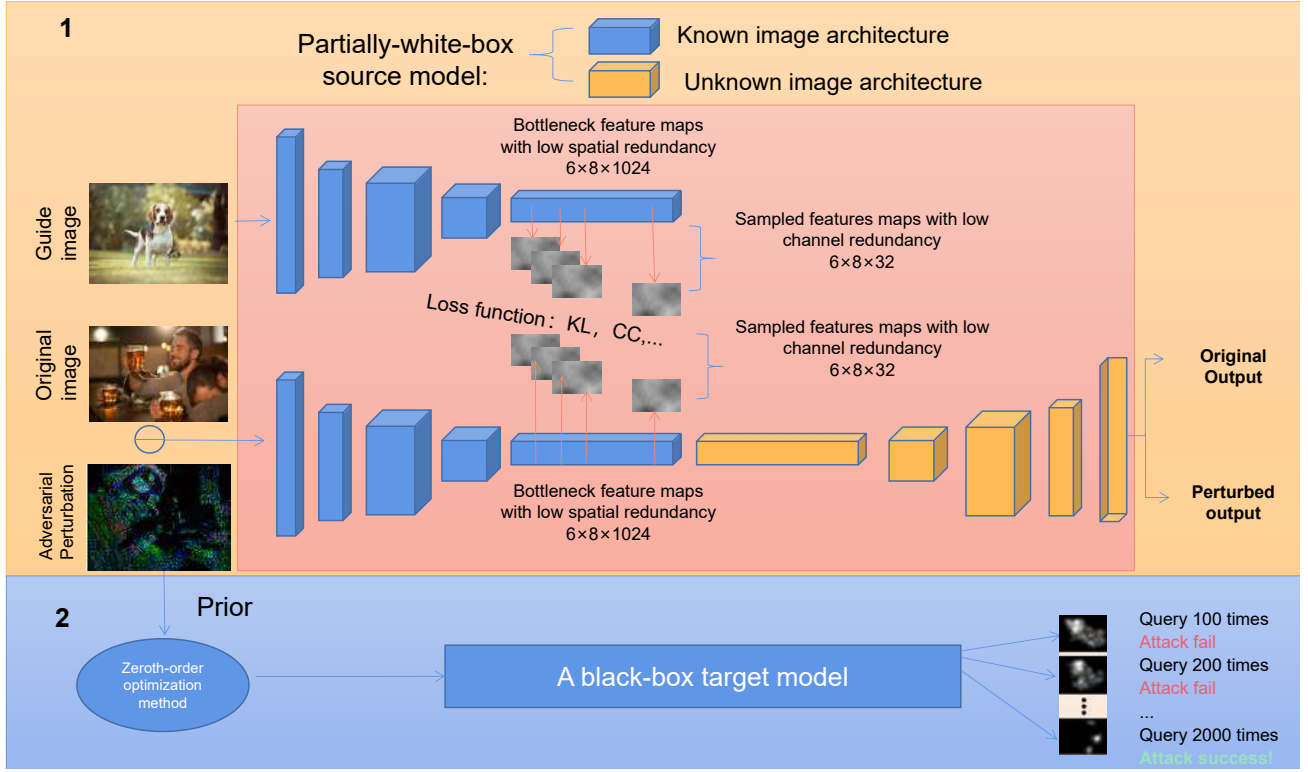 1
Partially-white-box
source model:
Known image architecture
Unknown image architecture
Bottleneck feature maps
with low spatial redundancy
6×8×1024
Guide
image
Sampled features maps with low
channel redundancy
6×8×32
Loss function：KL，CC,...
Original
image
Sampled features maps with low
channel redundancy
6×8×32
Original
Output
Adversarial
Perturbation
Bottleneck feature maps
with low spatial redundancy
6×8×1024
Perturbed
output
2
Prior
Zeroth-order
optimization
method
A black-box target model
Query 100 times
Attack fail
Query 200 times
Attack fail
...
Query 2000 times
Attack success!